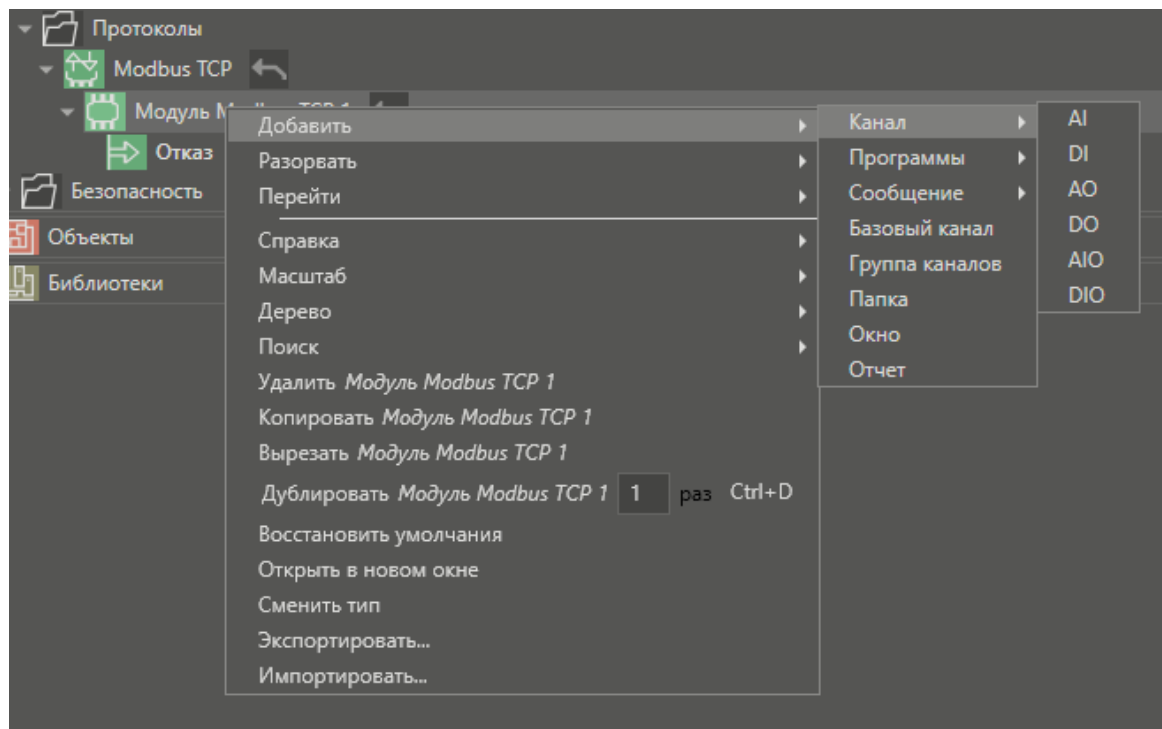 Протоколы
Modbus TCP
Модуль
Отказ
Безопасность
Объекты
Библиотеки
Добавить
Разорвать
Перейти
Справка
Масштаб
Дерево
Поиск
Удалить Модуль Modbus TCP 1
Копировать Модуль Modbus TCP 1
Вырезать Модуль Modbus TCP 1
Дублировать Модуль Modbus TCP 1 1 раз Ctrl+D
Восстановить умолчания
Открыть в новом окне
Сменить тип
Экспортировать...
Импортировать...
Канал
Программы
Сообщение
Базовый канал
Группа каналов
Папка
Окно
Отчет
AI
DI
AO
DO
AIO
DIO